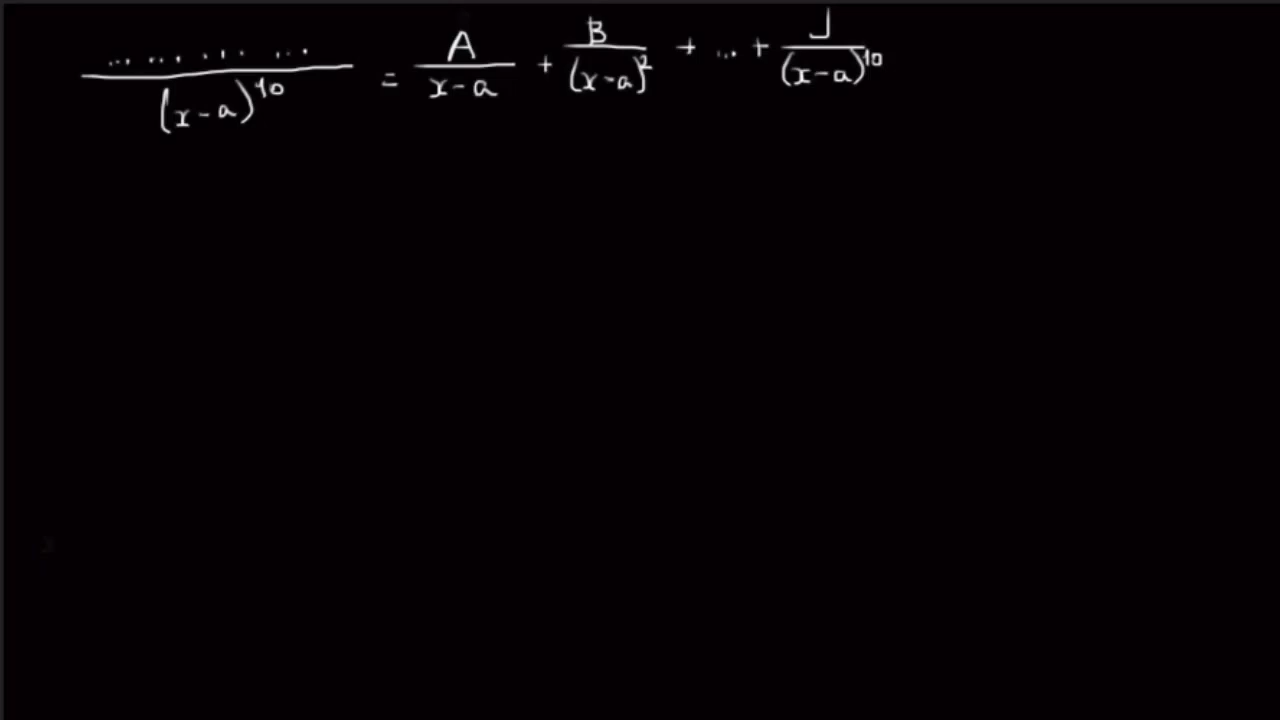 ... ... ... ... / (x-a)^10 = A/(x-a) + B/(x-a)^2 + ... + J/(x-a)^10